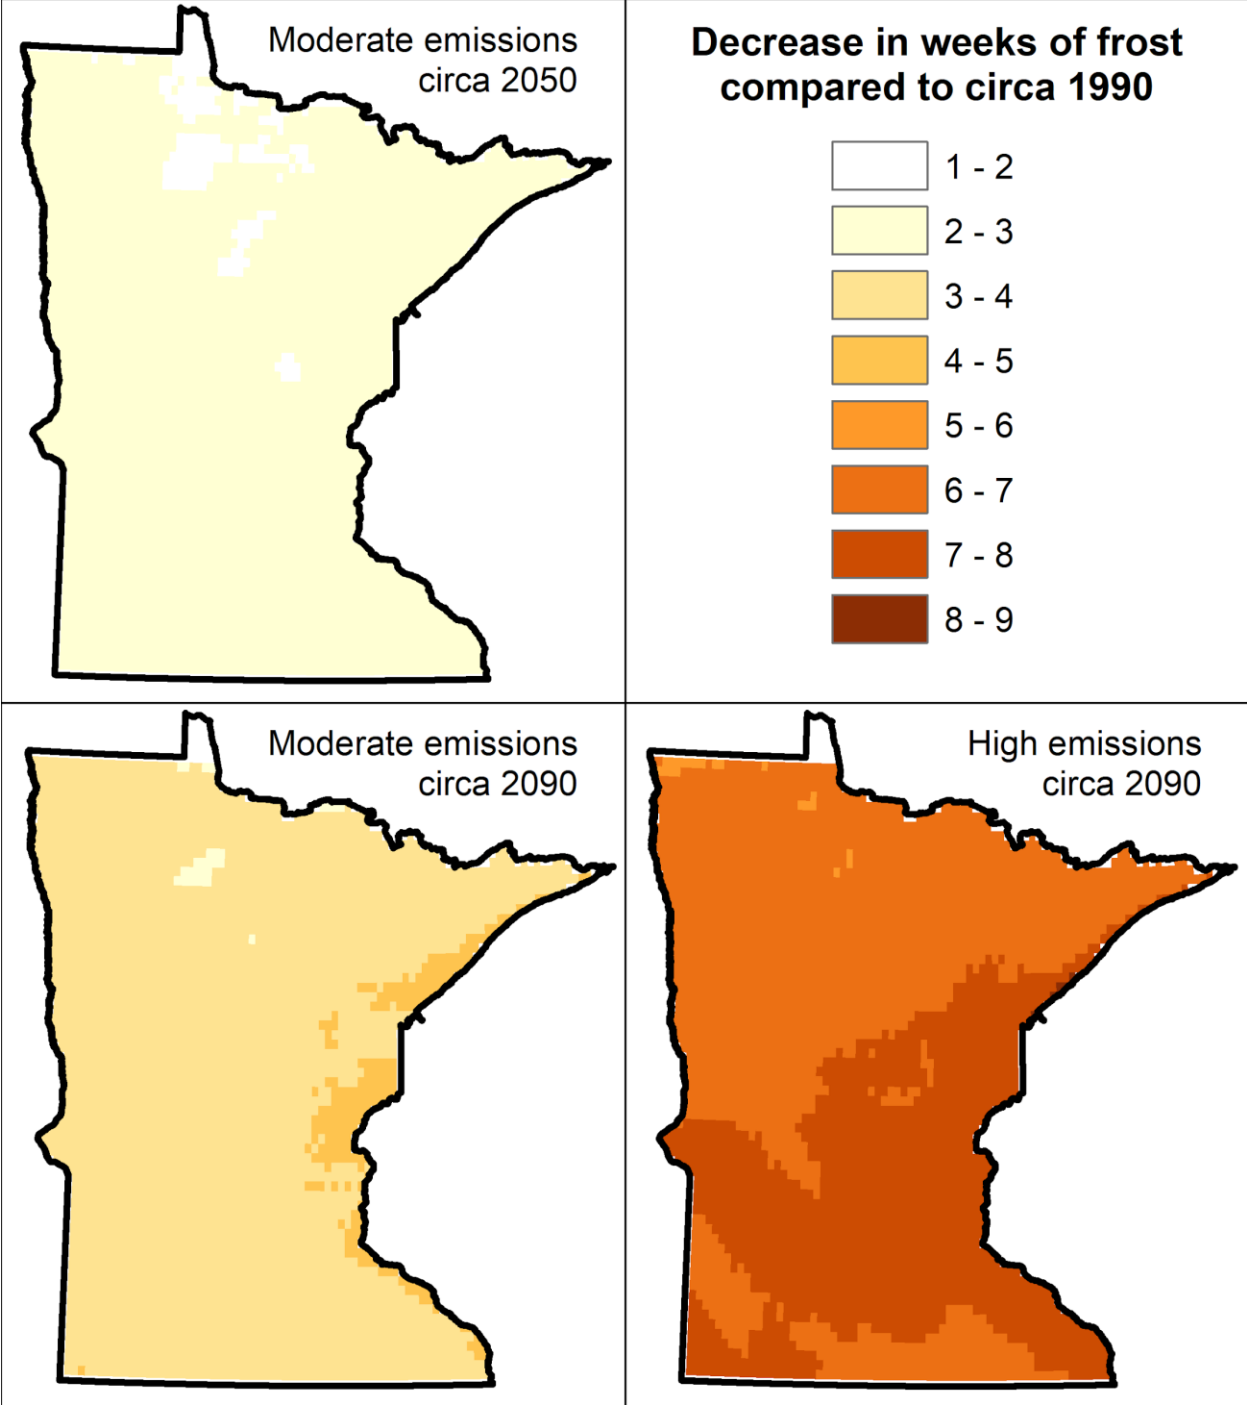 Moderate emissions
circa 2050
Decrease in weeks of frost
compared to circa 1990
1 - 2
2 - 3
3 - 4
4 - 5
5 - 6
6 - 7
7 - 8
8 - 9
Moderate emissions
circa 2090
High emissions
circa 2090